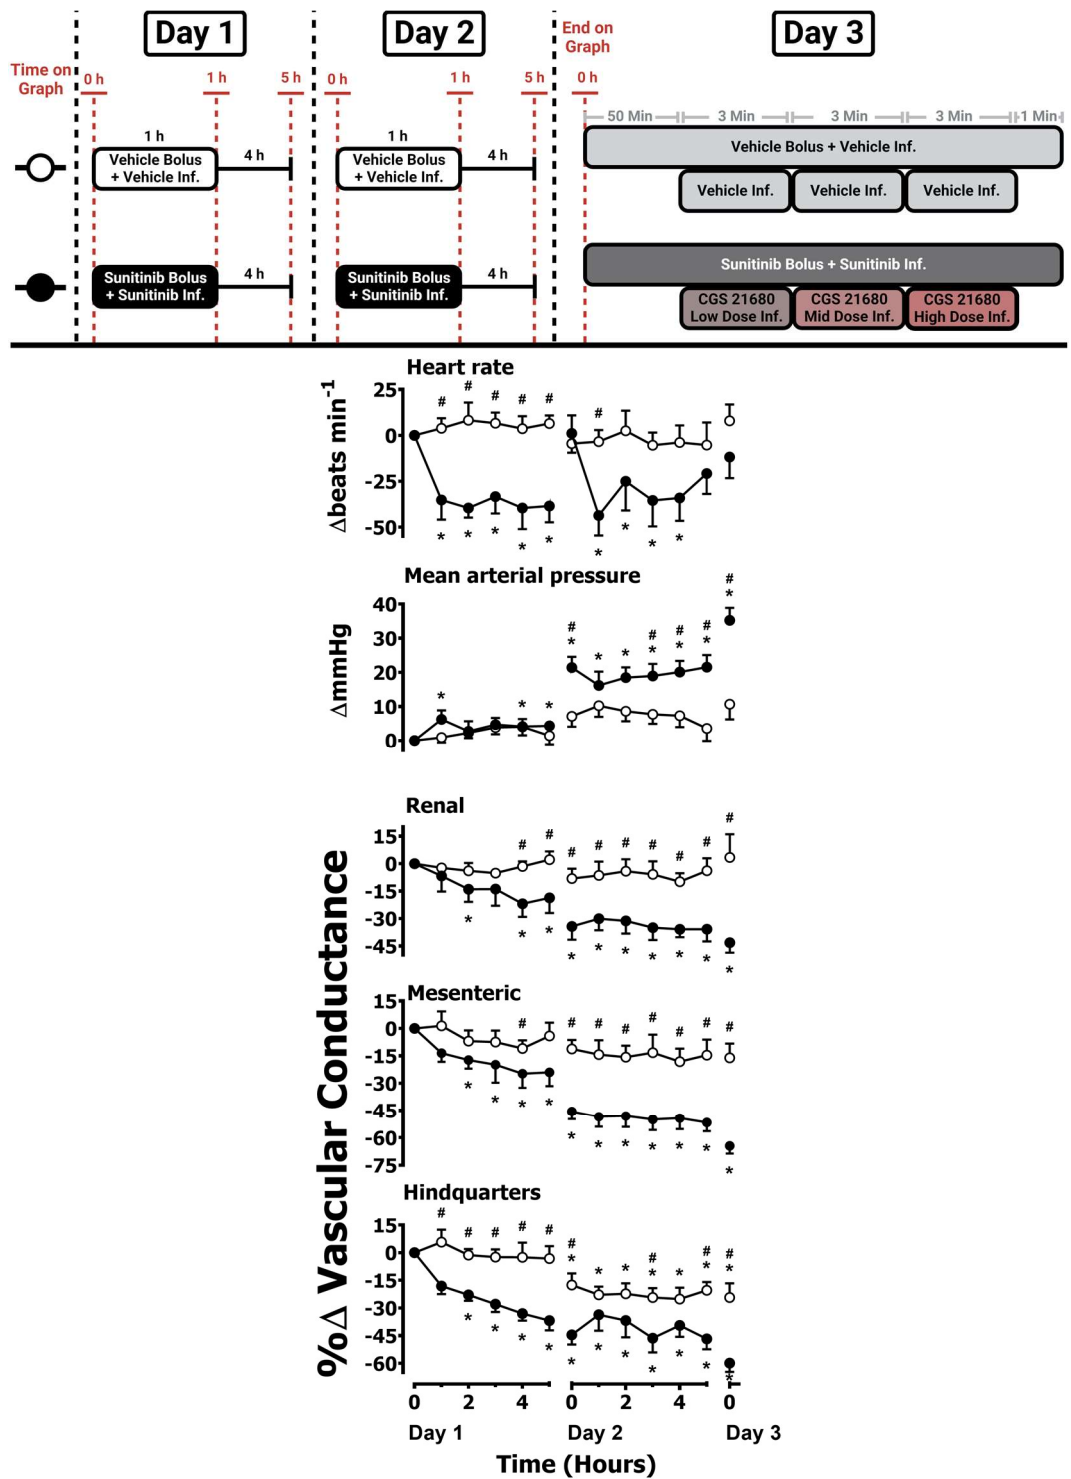 Day 1
Day 2
End on
Graph
Day 3
Time on
Graph
0 h
1 h
5 h
0 h
1 h
5 h
0 h
50 Min
3 Min
3 Min
3 Min
1 Min
1 h
Vehicle Bolus
+ Vehicle Inf.
4 h
1 h
Vehicle Bolus
+ Vehicle Inf.
4 h
Vehicle Bolus + Vehicle Inf.
Vehicle Inf.
Vehicle Inf.
Vehicle Inf.
Sunitinib Bolus
+ Sunitinib Inf.
4 h
Sunitinib Bolus
+ Sunitinib Inf.
4 h
Sunitinib Bolus + Sunitinib Inf.
CGS 21680
Low Dose Inf.
CGS 21680
Mid Dose Inf.
CGS 21680
High Dose Inf.
Heart rate
Δbeats min⁻¹
25
0
-25
-50
# # # # # #
* * * * * * * * *
Mean arterial pressure
ΔmmHg
40
30
20
10
0
* * *
# # # # #
* * * * * * *
%Δ Vascular Conductance
Renal
15
0
-15
-30
-45
# # # # # # # # #
* * * * * * * * * *
Mesenteric
15
0
-15
-30
-45
-60
-75
# # # # # # # #
* * * * * * * * * * *
Hindquarters
15
0
-15
-30
-45
-60
# # # # # # # # #
* * * * * * *
* * * * * * * * * * *
0 2 4 0 2 4 0
Day 1 Day 2 Day 3
Time (Hours)